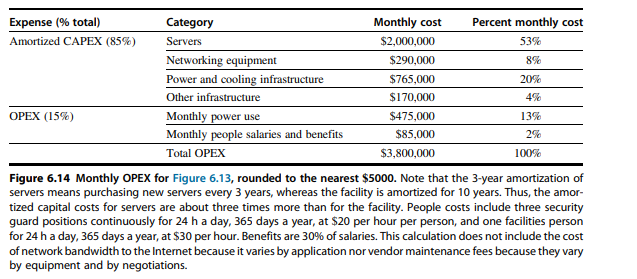 Expense (% total) Category Monthly cost Percent monthly cost
Amortized CAPEX (85%) Servers $2,000,000 53%
Networking equipment $290,000 8%
Power and cooling infrastructure $765,000 20%
Other infrastructure $170,000 4%
OPEX (15%) Monthly power use $475,000 13%
Monthly people salaries and benefits $85,000 2%
Total OPEX $3,800,000 100%
Figure 6.14 Monthly OPEX for Figure 6.13, rounded to the nearest $5000. Note that the 3-year amortization of
servers means purchasing new servers every 3 years, whereas the facility is amortized for 10 years. Thus, the amor-
tized capital costs for servers are about three times more than for the facility. People costs include three security
guard positions continuously for 24 h a day, 365 days a year, at $20 per hour per person, and one facilities person
for 24 h a day, 365 days a year, at $30 per hour. Benefits are 30% of salaries. This calculation does not include the cost
of network bandwidth to the Internet because it varies by application nor vendor maintenance fees because they vary
by equipment and by negotiations.